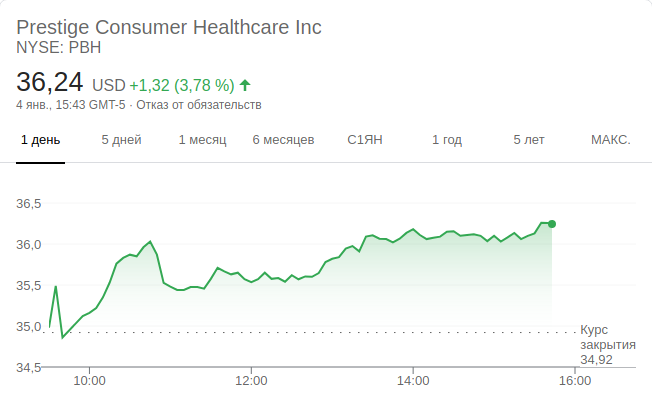 Prestige Consumer Healthcare Inc
NYSE: PBH
36,24 USD +1,32 (3,78 %)
4 янв., 15:43 GMT-5 · Отказ от обязательств
1 день 5 дней 1 месяц 6 месяцев С1ЯН 1 год 5 лет МАКС.
36,5
36,0
35,5
35,0
Курс
закрытия
34,92
34,5
10:00 12:00 14:00 16:00